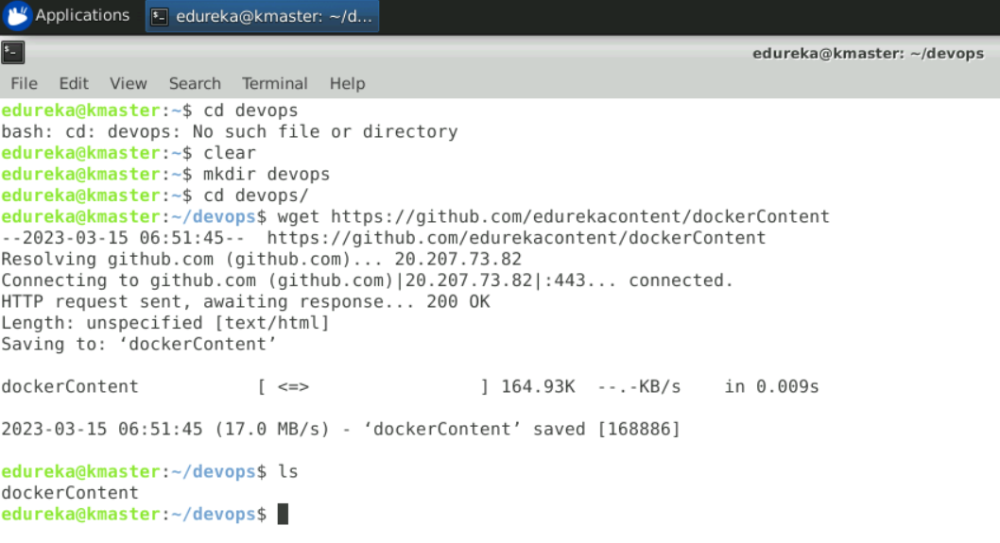 Applications
edureka@kmaster: ~/d...
edureka@kmaster: ~/devops
File Edit View Search Terminal Help
edureka@kmaster:~$ cd devops
bash: cd: devops: No such file or directory
edureka@kmaster:~$ clear
edureka@kmaster:~$ mkdir devops
edureka@kmaster:~$ cd devops/
edureka@kmaster:~/devops$ wget https://github.com/edurekacontent/dockerContent
--2023-03-15 06:51:45--  https://github.com/edurekacontent/dockerContent
Resolving github.com (github.com)... 20.207.73.82
Connecting to github.com (github.com)|20.207.73.82|:443... connected.
HTTP request sent, awaiting response... 200 OK
Length: unspecified [text/html]
Saving to: ‘dockerContent’
dockerContent           [ <=>                ] 164.93K  --.-KB/s    in 0.009s
2023-03-15 06:51:45 (17.0 MB/s) - ‘dockerContent’ saved [168886]
edureka@kmaster:~/devops$ ls
dockerContent
edureka@kmaster:~/devops$